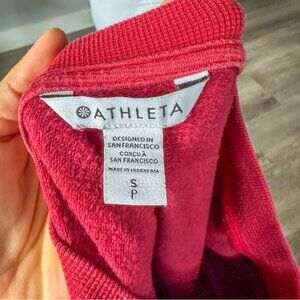 ATHLETA
DESIGNED IN
SAN FRANCISCO
CONÇU À
SAN FRANCISCO
MADE IN INDONESIA
S
P